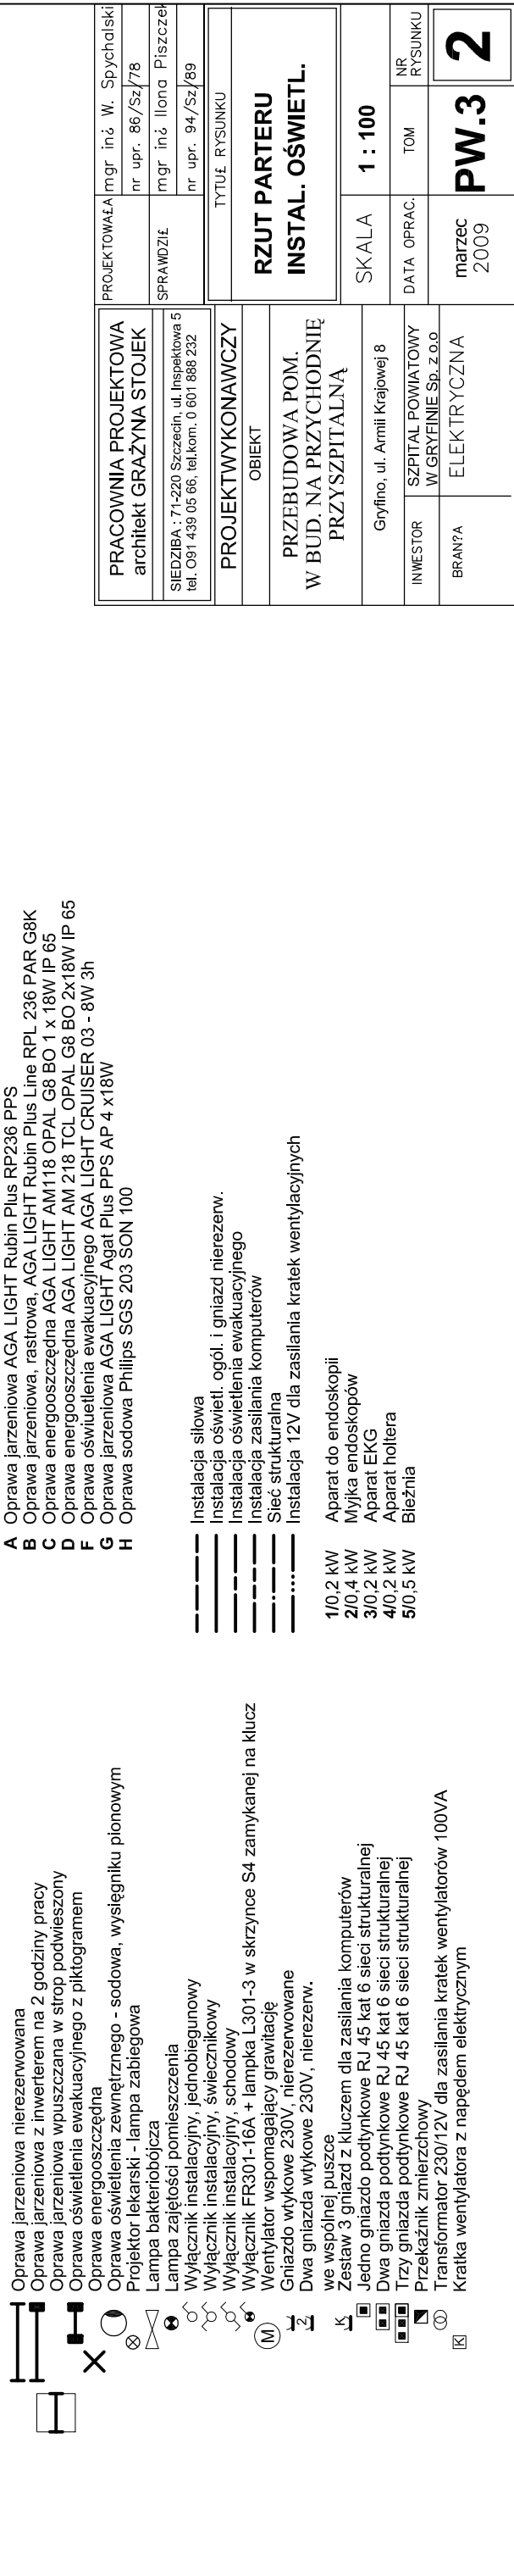 Oprawa jarzeniowa nierezerwowana
Oprawa jarzeniowa z inwerterem na 2 godziny pracy
Oprawa jarzeniowa wpuszczana w strop podwieszony
Oprawa oświetlenia ewakuacyjnego z piktogramem
Oprawa energooszczędna
Oprawa oświetlenia zewnętrznego - sodowa, wysięgniku pionowym
Projektor lekarski - lampa zabiegowa
Lampa bakteriobójcza
Lampa zajętości pomieszczenia
Wyłącznik instalacyjny, jednobiegunowy
Wyłącznik instalacyjny, świecznikowy
Wyłącznik instalacyjny, schodowy
Wyłącznik FR301-16A + lampka L301-3 w skrzynce S4 zamykanej na klucz
M Wentylator wspomagający grawitację
Gniazdo wtykowe 230V, nierezerwowane
2 Dwa gniazda wtykowe 230V, nierezerw.
we wspólnej puszce
K Zestaw 3 gniazd z kluczem dla zasilania komputerów
Jedno gniazdo podtynkowe RJ 45 kat 6 sieci strukturalnej
Dwa gniazda podtynkowe RJ 45 kat 6 sieci strukturalnej
Trzy gniazda podtynkowe RJ 45 kat 6 sieci strukturalnej
Przekaźnik zmierzchowy
Transformator 230/12V dla zasilania kratek wentylatorów 100VA
K Kratka wentylatora z napędem elektrycznym
A Oprawa jarzeniowa AGA LIGHT Rubin Plus RP236 PPS
B Oprawa jarzeniowa, rastrowa, AGA LIGHT Rubin Plus Line RPL 236 PAR G8K
C Oprawa energooszczędna AGA LIGHT AM118 OPAL G8 BO 1 x 18W IP 65
D Oprawa energooszczędna AGA LIGHT AM 218 TCL OPAL G8 BO 2x18W IP 65
F Oprawa oświuetlenia ewakuacyjnego AGA LIGHT CRUISER 03 - 8W 3h
G Oprawa jarzeniowa AGA LIGHT Agat Plus PPS AP 4 x18W
H Oprawa sodowa Philips SGS 203 SON 100
Instalacja siłowa
Instalacja oświetl. ogól. i gniazd nierezerw.
Instalacja oświetlenia ewakuacyjnego
Instalacja zasilania komputerów
Sieć strukturalna
Instalacja 12V dla zasilania kratek wentylacyjnych
1/0,2 kW Aparat do endoskopii
2/0,4 kW Myjka endoskopów
3/0,2 kW Aparat EKG
4/0,2 kW Aparat holtera
5/0,5 kW Bieżnia
PRACOWNIA PROJEKTOWA
architekt GRAŻYNA STOJEK
SIEDZIBA : 71-220 Szczecin, ul. Inspektowa 5
tel. O91 439 05 66, tel.kom. 0 601 888 232
PROJEKTOWA£A mgr in¿ W. Spychalski
nr upr. 86/Sz/78
SPRAWDZI£ mgr in¿ Ilona Piszczek
nr upr. 94/Sz/89
PROJEKTWYKONAWCZY
OBIEKT
PRZEBUDOWA POM.
W BUD. NA PRZYCHODNIĘ
PRZYSZPITALNĄ
TYTU£ RYSUNKU
RZUT PARTERU
INSTAL. OŚWIETL.
Gryfino, ul. Armii Krajowej 8
SKALA 1 : 100
INWESTOR SZPITAL POWIATOWY
W GRYFINIE Sp. z o.o
DATA OPRAC. TOM NR
RYSUNKU
BRAN?A ELEKTRYCZNA
marzec
2009
PW.3 2